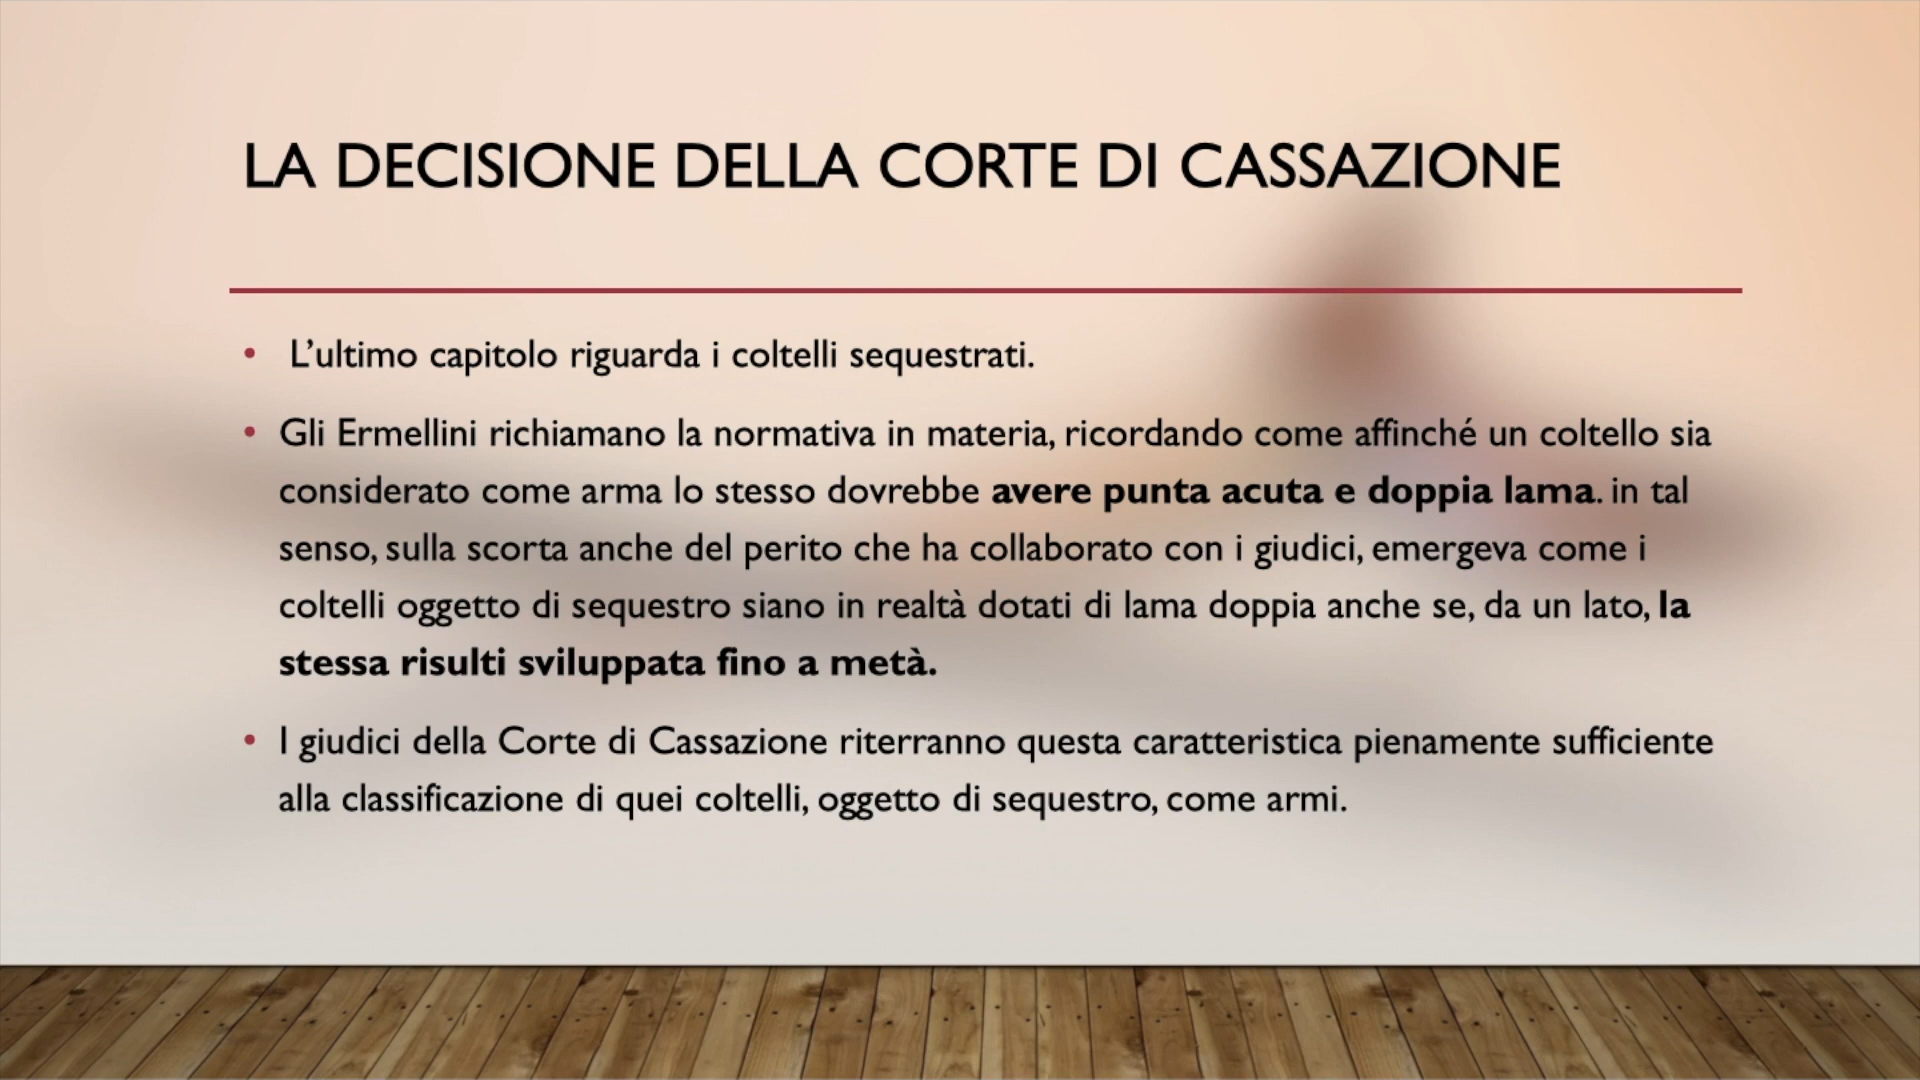 LA DECISIONE DELLA CORTE DI CASSAZIONE
• L’ultimo capitolo riguarda i coltelli sequestrati.
• Gli Ermellini richiamano la normativa in materia, ricordando come affinché un coltello sia
considerato come arma lo stesso dovrebbe avere punta acuta e doppia lama. in tal
senso, sulla scorta anche del perito che ha collaborato con i giudici, emergeva come i
coltelli oggetto di sequestro siano in realtà dotati di lama doppia anche se, da un lato, la
stessa risulti sviluppata fino a metà.
• I giudici della Corte di Cassazione riterranno questa caratteristica pienamente sufficiente
alla classificazione di quei coltelli, oggetto di sequestro, come armi.